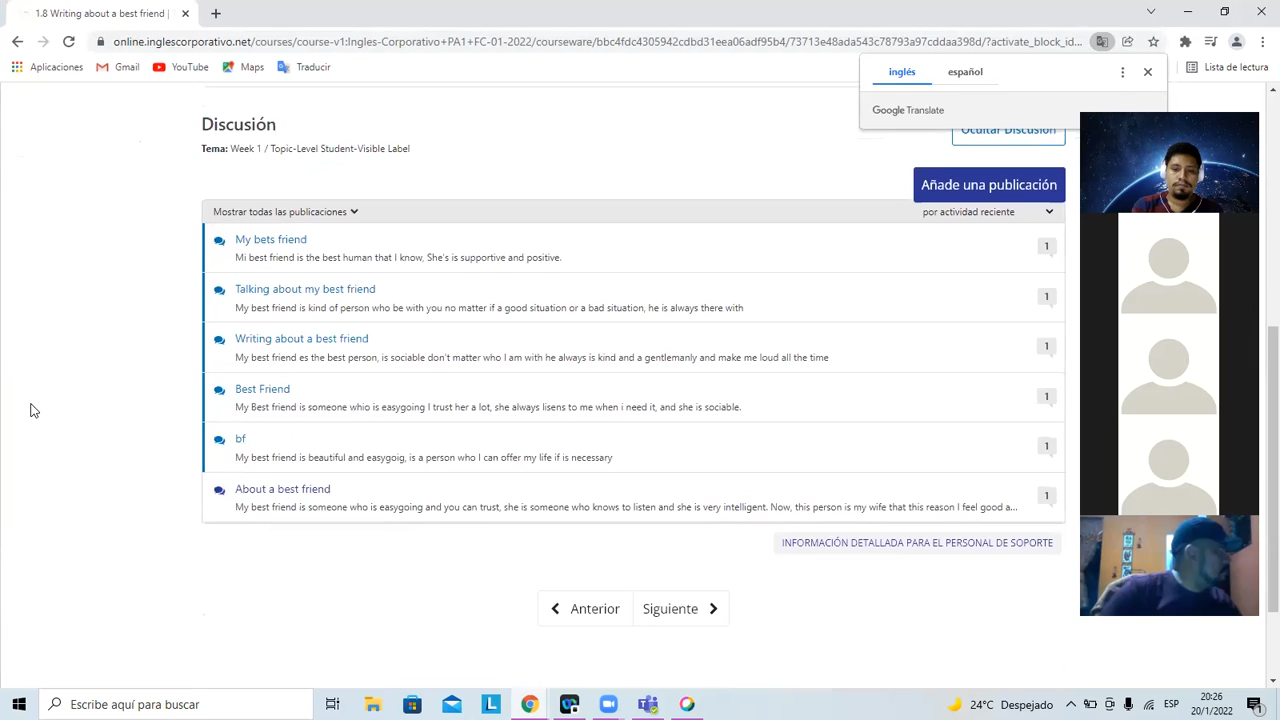 1.8 Writing about a best friend |
online.inglescorporativo.net/courses/course-v1:Ingles-Corporativo+PA1+FC-01-2022/courseware/bbc4fdc4305942cdbd31eea06adf95b4/73713e48ada543c78793a97cddaa398d/?activate_block_id...
Aplicaciones Gmail YouTube Maps Traducir Lista de lectura
inglés español
Google Translate
Ocultar Discusión
Discusión
Tema: Week 1 / Topic-Level Student-Visible Label
Añade una publicación
Mostrar todas las publicaciones por actividad reciente
My bets friend 1
Mi best friend is the best human that I know, She's is supportive and positive.
Talking about my best friend 1
My best friend is kind of person who be with you no matter if a good situation or a bad situation, he is always there with
Writing about a best friend 1
My best friend es the best person, is sociable don't matter who I am with he always is kind and a gentlemanly and make me loud all the time
Best Friend 1
My Best friend is someone whio is easygoing I trust her a lot, she always lisens to me when i need it, and she is sociable.
bf 1
My best friend is beautiful and easygoig, is a person who I can offer my life if is necessary
About a best friend 1
My best friend is someone who is easygoing and you can trust, she is someone who knows to listen and she is very intelligent. Now, this person is my wife that this reason I feel good a...
INFORMACIÓN DETALLADA PARA EL PERSONAL DE SOPORTE
Anterior Siguiente
Escribe aquí para buscar
24°C Despejado ESP
20:26
20/1/2022